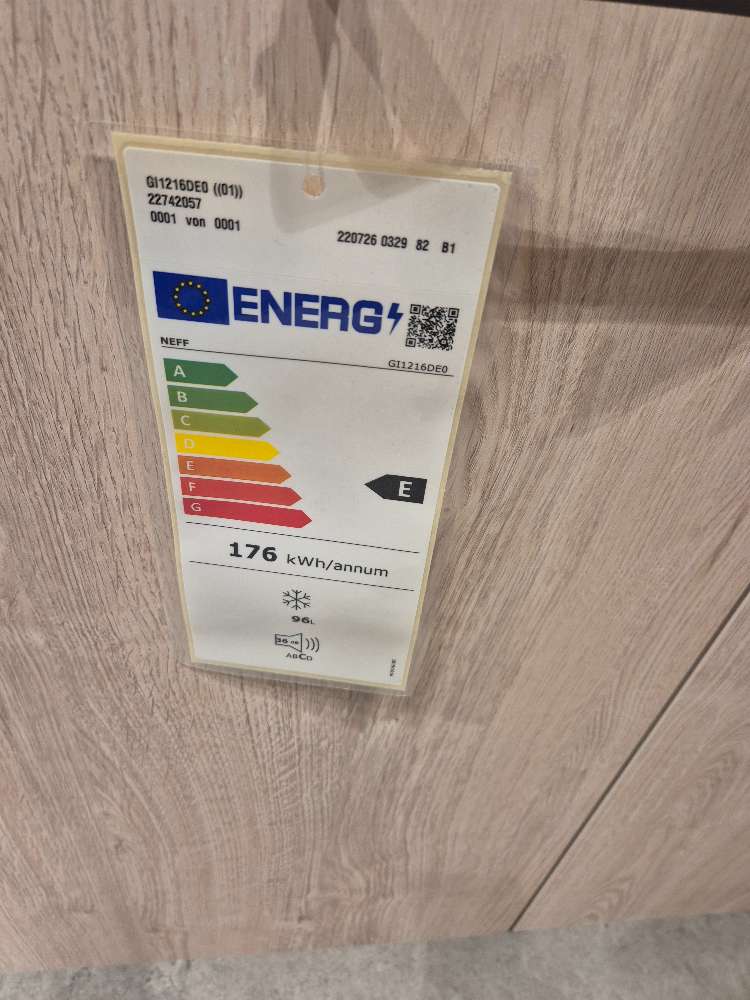 GI1216DE0 ((01))
22742057
0001 von 0001
220726 0329 82 B1
ENERG
NEFF
GI1216DE0
A
B
C
D
E
F
G
E
176 kWh/annum
96L
36 dB
ABCD